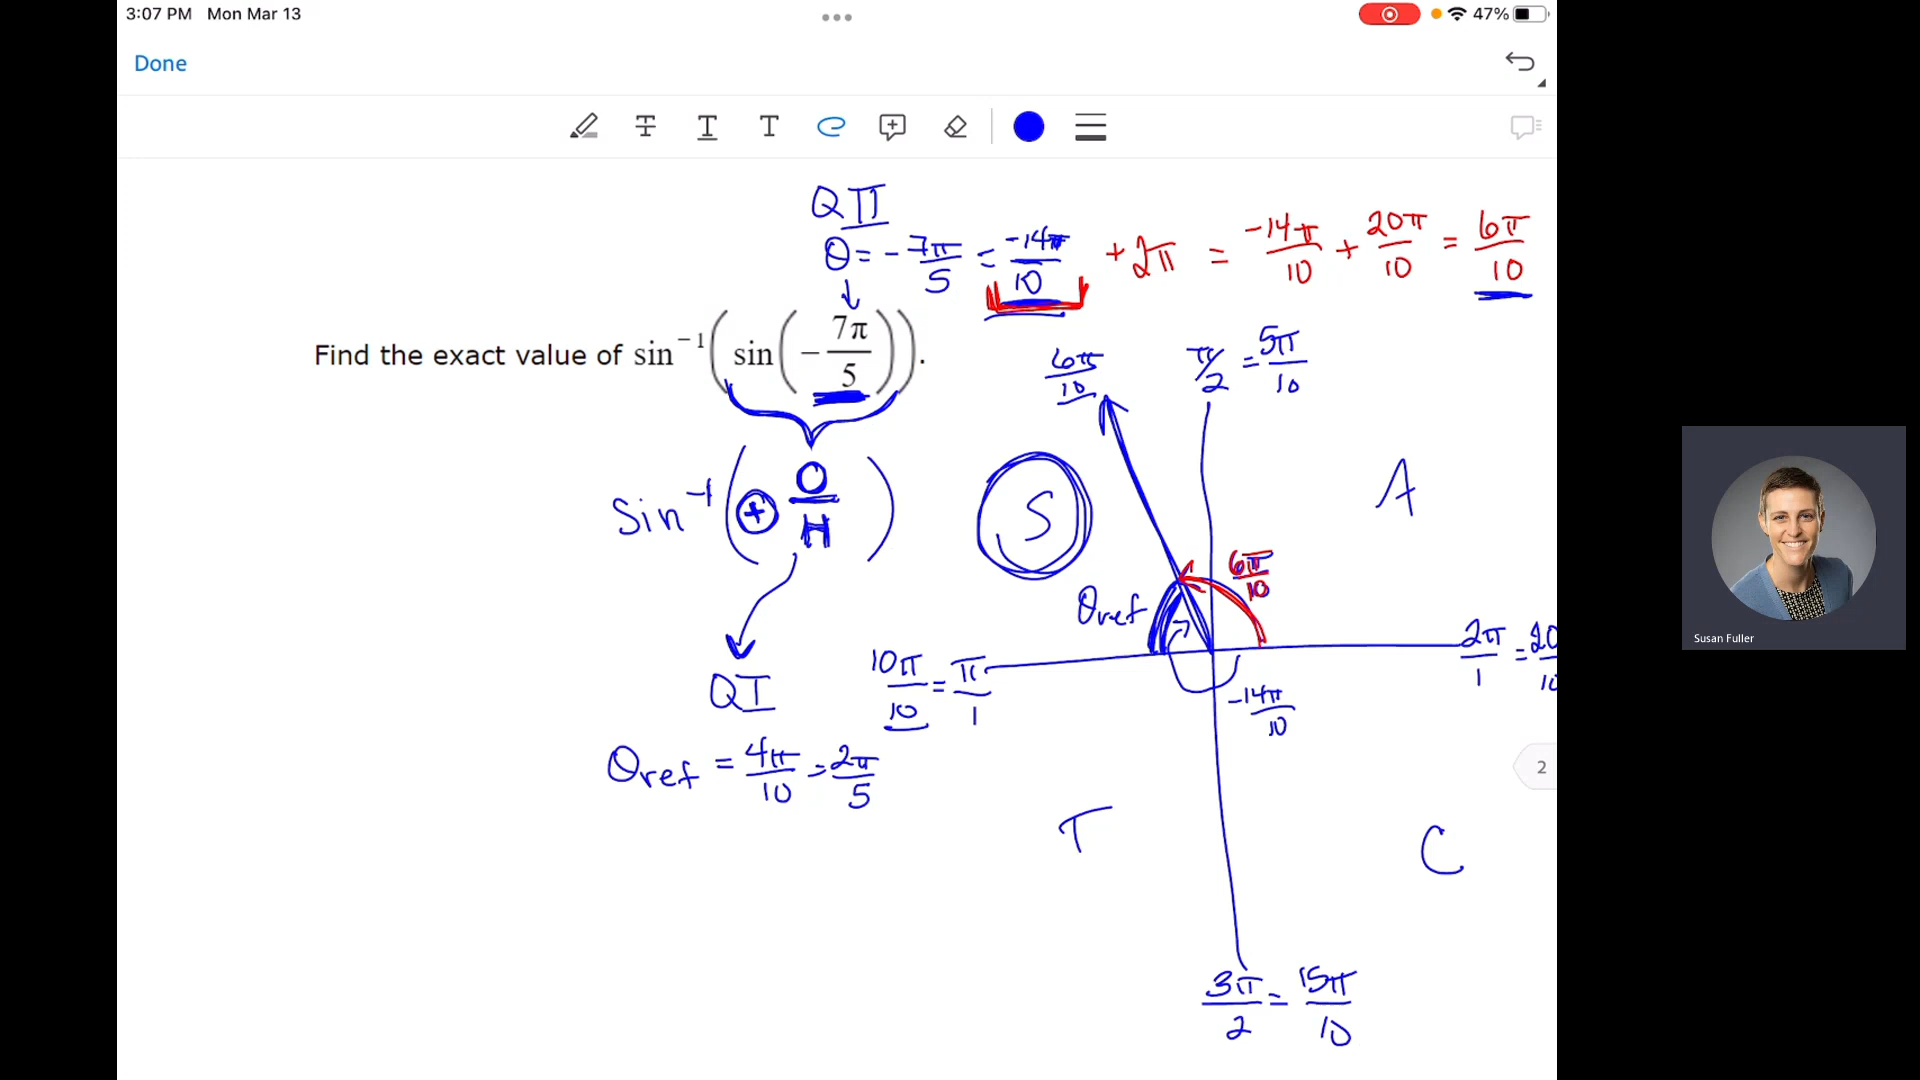 3:07 PM Mon Mar 13
47%
Done
QII
θ = - 7π/5 = -14π/10 + 2π = -14π/10 + 20π/10 = 6π/10
Find the exact value of sin⁻¹(sin(-7π/5)).
6π/10
π/2 = 5π/10
Sin⁻¹(+ O/H)
S
A
6π/10
θref
10π/10 = π/1
2π/1 = 20
10
-14π/10
QI
θref = 4π/10 = 2π/5
2
T
C
3π/2 = 15π/10
Susan Fuller